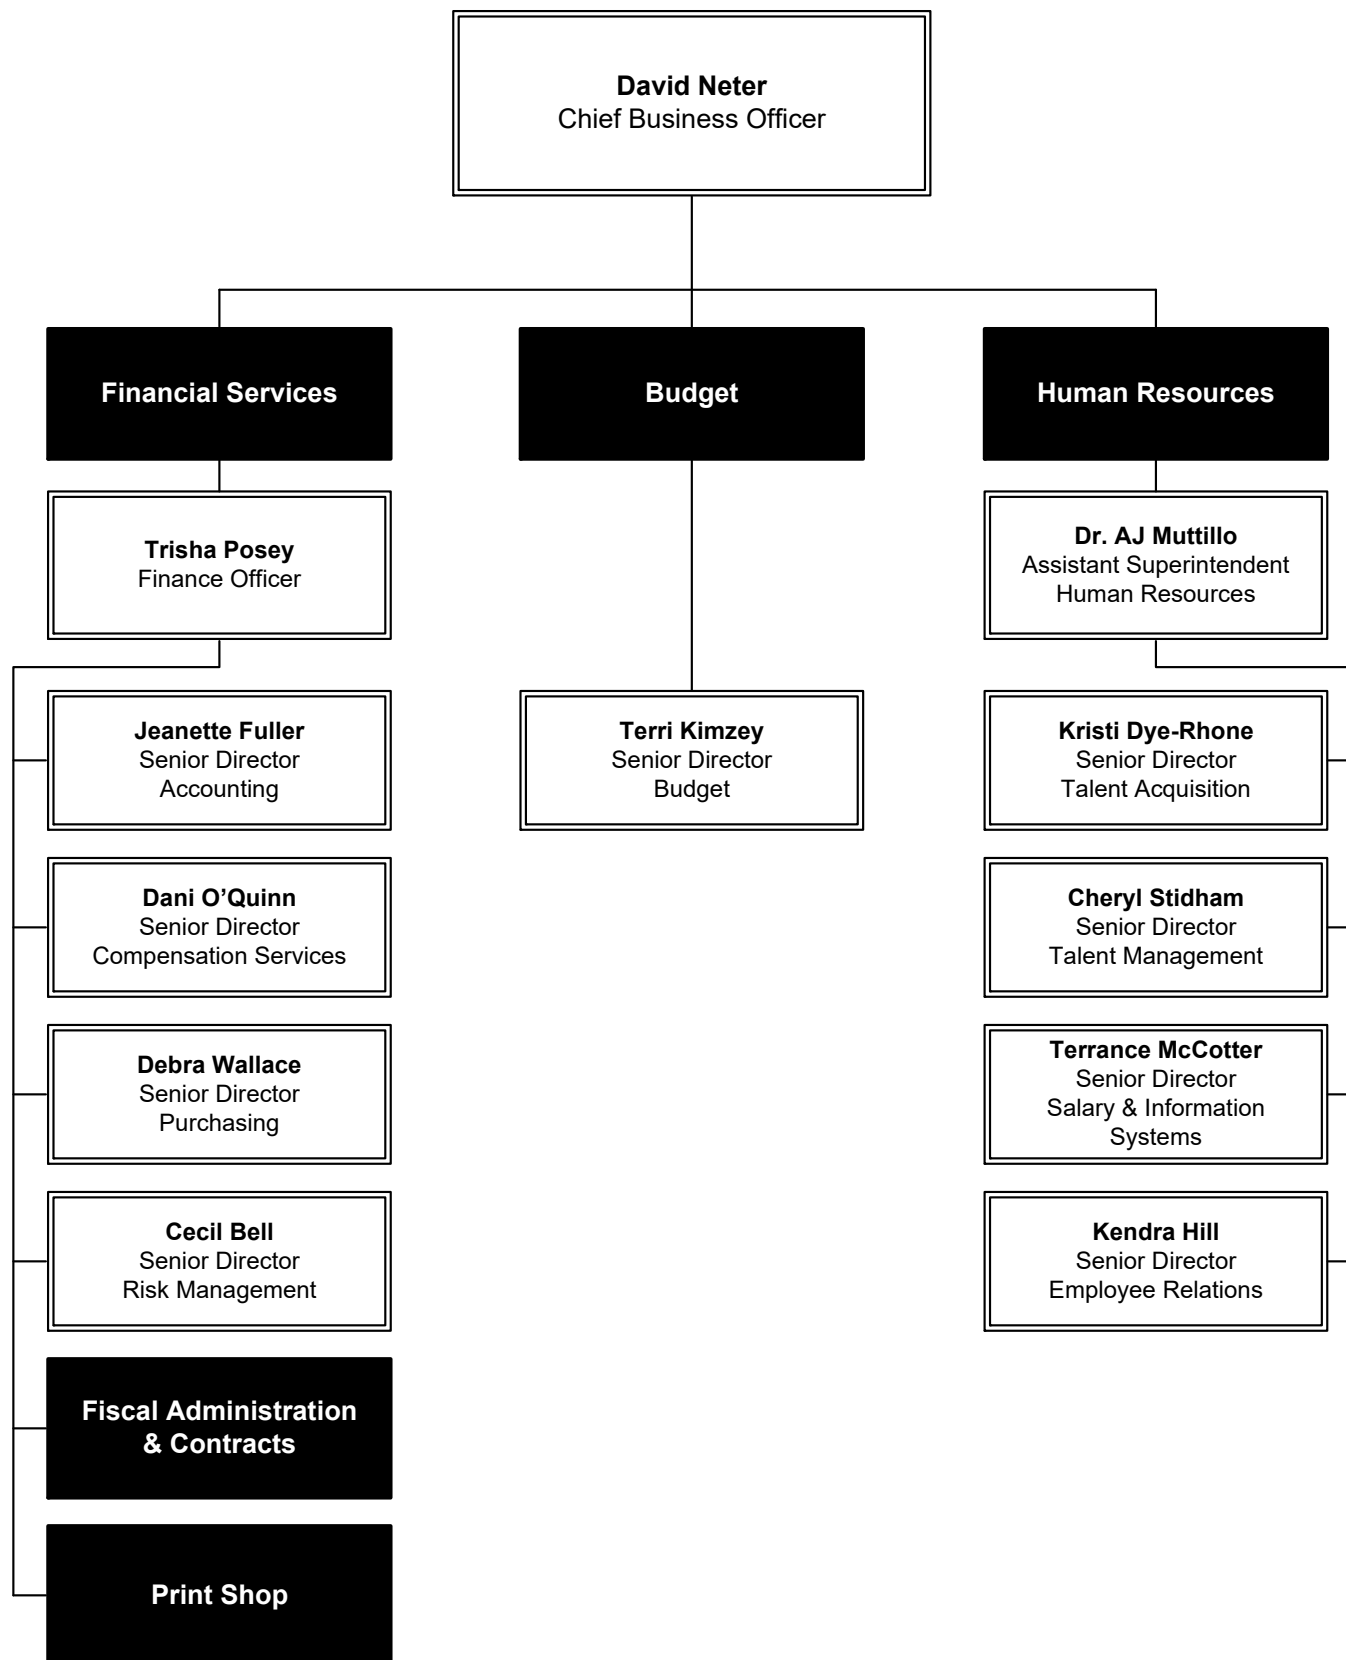 David Neter
Chief Business Officer
Financial Services
Budget
Human Resources
Trisha Posey
Finance Officer
Dr. AJ Muttillo
Assistant Superintendent
Human Resources
Jeanette Fuller
Senior Director
Accounting
Terri Kimzey
Senior Director
Budget
Kristi Dye-Rhone
Senior Director
Talent Acquisition
Dani O’Quinn
Senior Director
Compensation Services
Cheryl Stidham
Senior Director
Talent Management
Debra Wallace
Senior Director
Purchasing
Terrance McCotter
Senior Director
Salary & Information
Systems
Cecil Bell
Senior Director
Risk Management
Kendra Hill
Senior Director
Employee Relations
Fiscal Administration
& Contracts
Print Shop